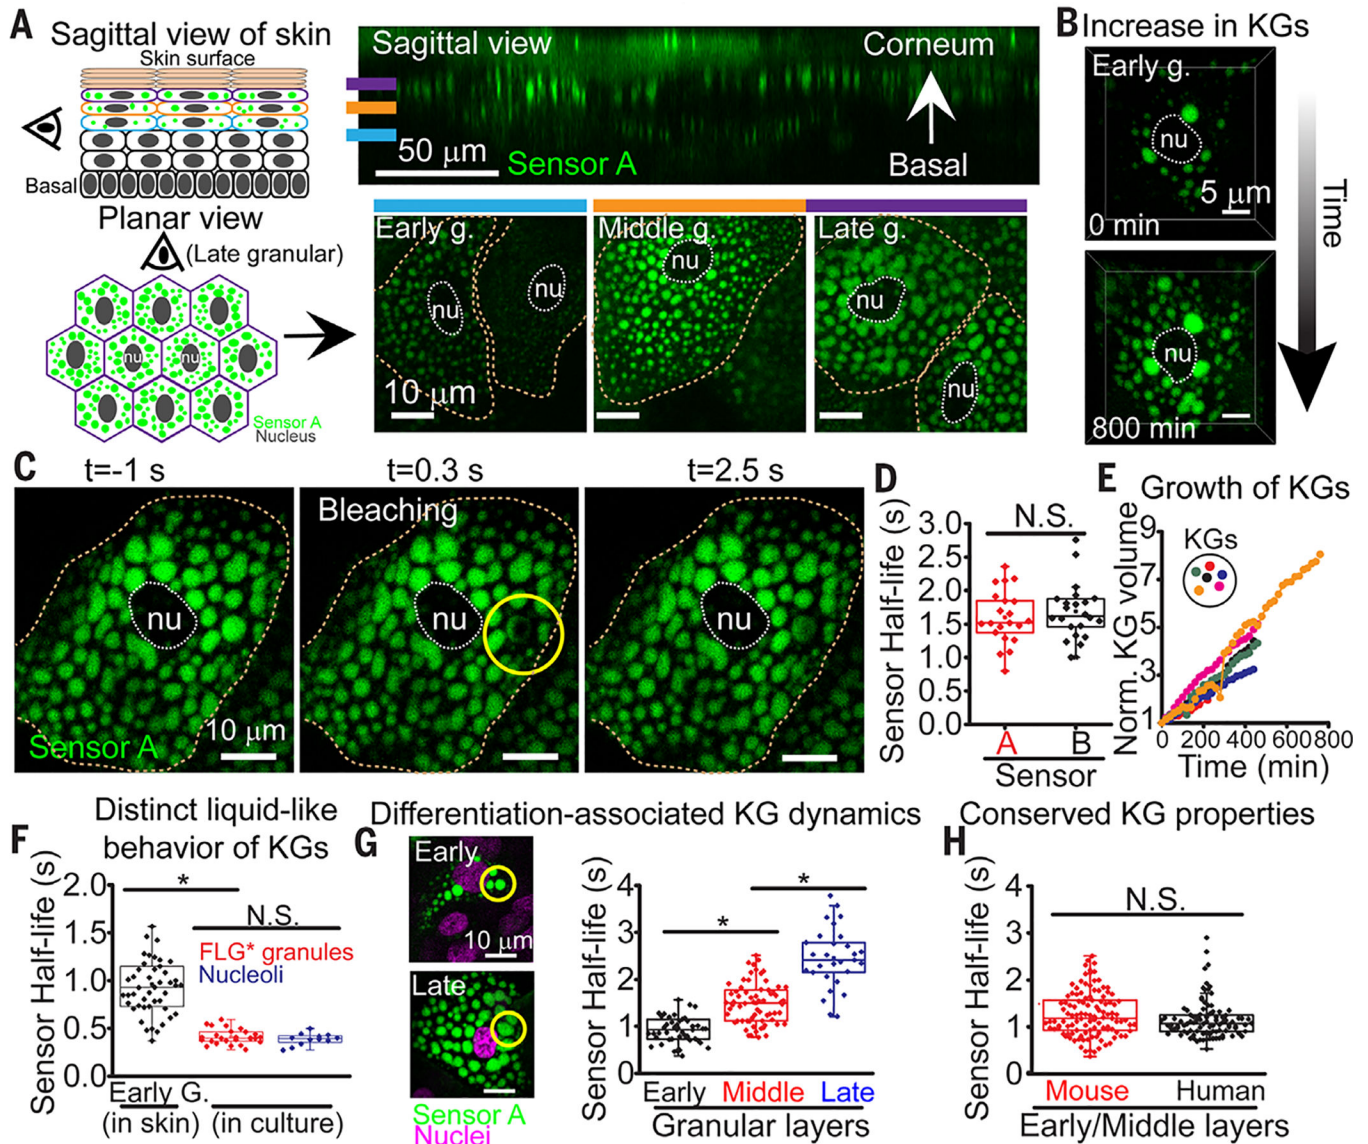 A
Sagittal view of skin
Skin surface
Basal
Planar view
(Late granular)
nu
nu
Sensor A
Nucleus
Sagittal view
Corneum
50 μm
Sensor A
Basal
Early g.
nu
nu
10 μm
Middle g.
nu
Late g.
nu
nu
B
Increase in KGs
Early g.
nu
5 μm
0 min
nu
800 min
Time
C
t=-1 s
t=0.3 s
t=2.5 s
nu
Sensor A
10 μm
Bleaching
nu
nu
D
N.S.
Sensor Half-life (s)
3.0
2.5
2.0
1.5
1.0
0.5
0.0
A
B
Sensor
E
Growth of KGs
KGs
Norm. KG volume
9
7
5
3
1
0
200
400
600
800
Time (min)
F
Distinct liquid-like
behavior of KGs
*
N.S.
FLG* granules
Nucleoli
Sensor Half-life (s)
2.0
1.5
1.0
0.5
0.0
Early G.
(in skin)
(in culture)
G
Differentiation-associated KG dynamics
Early
10 μm
Late
Sensor A
Nuclei
*
*
Sensor Half-life (s)
4
3
2
1
0
Early
Middle
Late
Granular layers
H
Conserved KG properties
N.S.
Sensor Half-life (s)
4
3
2
1
0
Mouse
Human
Early/Middle layers